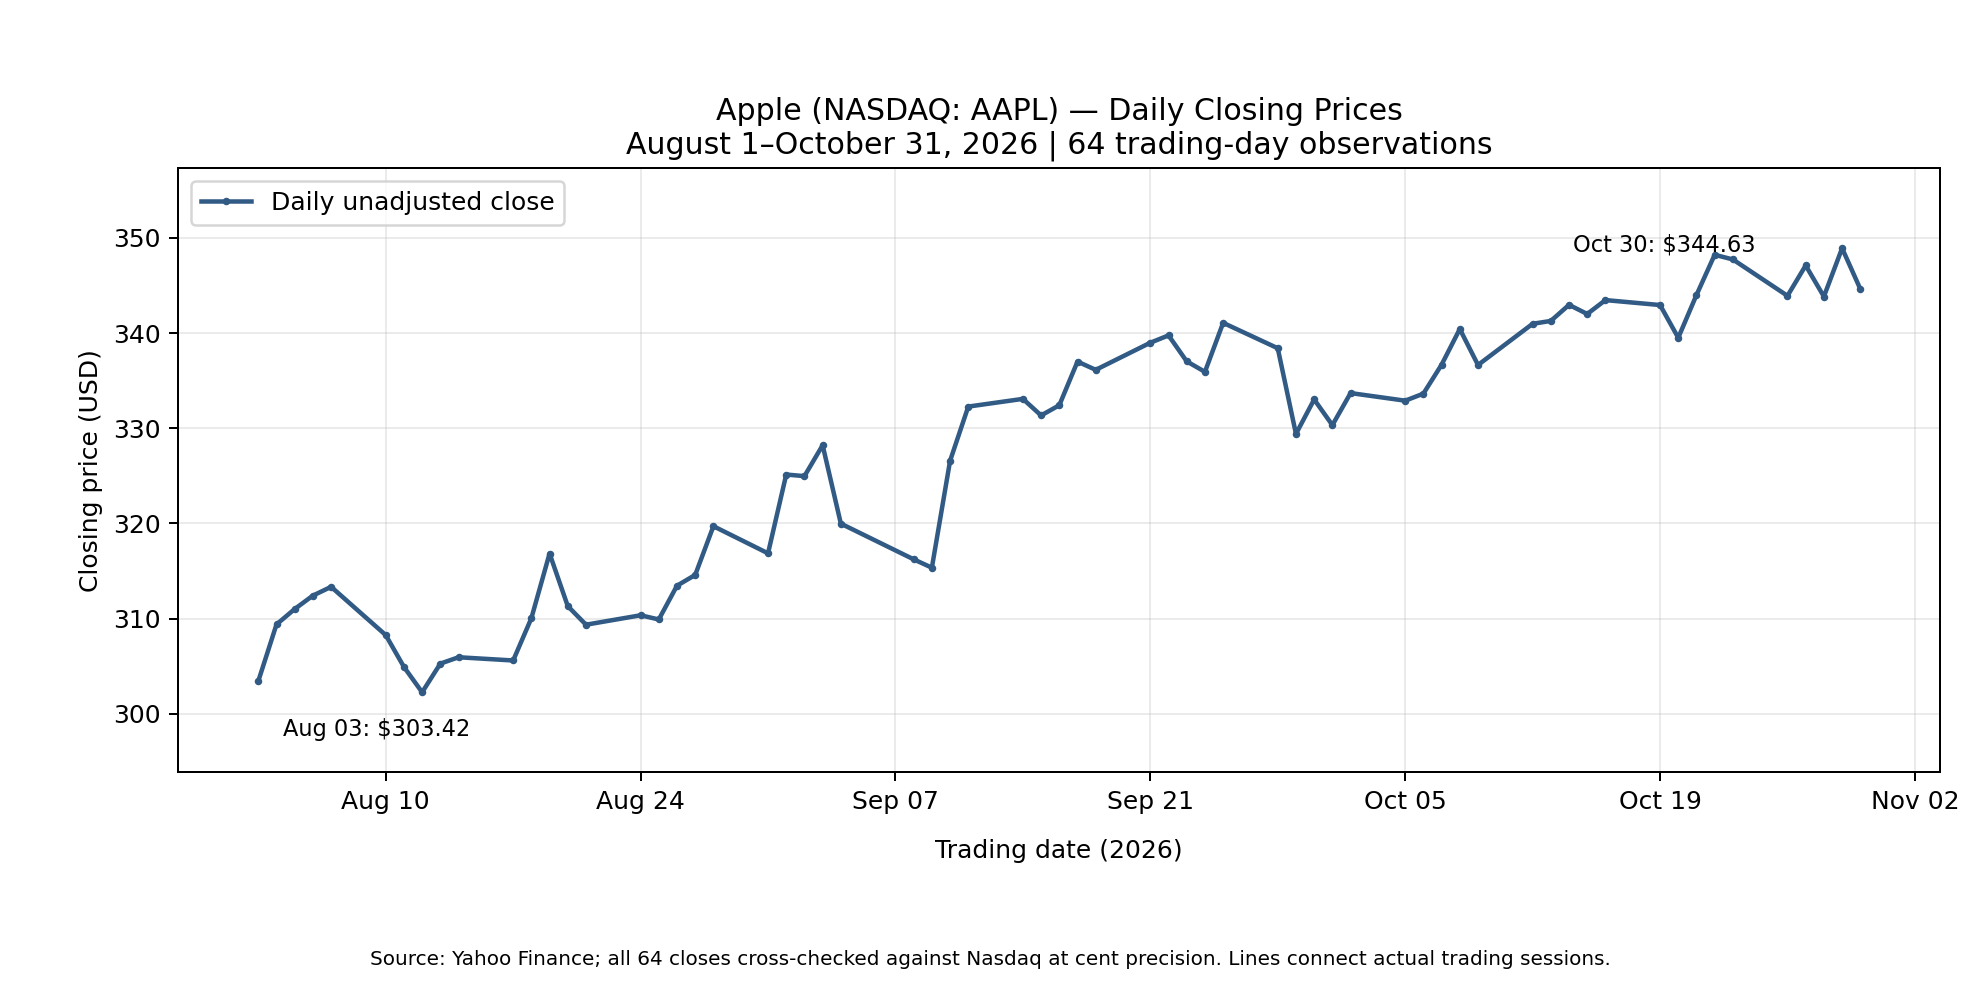 Apple (NASDAQ: AAPL) — Daily Closing Prices
August 1–October 31, 2026 | 64 trading-day observations
Daily unadjusted close
Closing price (USD)
350
340
330
320
310
300
Oct 30: $344.63
Aug 03: $303.42
Aug 10 Aug 24 Sep 07 Sep 21 Oct 05 Oct 19 Nov 02
Trading date (2026)
Source: Yahoo Finance; all 64 closes cross-checked against Nasdaq at cent precision. Lines connect actual trading sessions.